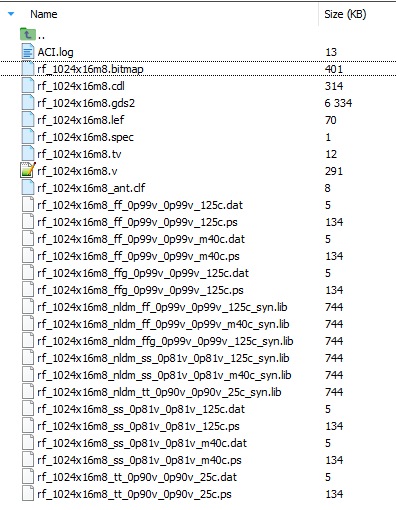 Name Size (KB)
..
ACI.log 13
rf_1024x16m8.bitmap 401
rf_1024x16m8.cdl 314
rf_1024x16m8.gds2 6 334
rf_1024x16m8.lef 70
rf_1024x16m8.spec 1
rf_1024x16m8.tv 12
rf_1024x16m8.v 291
rf_1024x16m8_ant.clf 8
rf_1024x16m8_ff_0p99v_0p99v_125c.dat 5
rf_1024x16m8_ff_0p99v_0p99v_125c.ps 134
rf_1024x16m8_ff_0p99v_0p99v_m40c.dat 5
rf_1024x16m8_ff_0p99v_0p99v_m40c.ps 134
rf_1024x16m8_ffg_0p99v_0p99v_125c.dat 5
rf_1024x16m8_ffg_0p99v_0p99v_125c.ps 134
rf_1024x16m8_nldm_ff_0p99v_0p99v_125c_syn.lib 744
rf_1024x16m8_nldm_ff_0p99v_0p99v_m40c_syn.lib 744
rf_1024x16m8_nldm_ffg_0p99v_0p99v_125c_syn.lib 744
rf_1024x16m8_nldm_ss_0p81v_0p81v_125c_syn.lib 744
rf_1024x16m8_nldm_ss_0p81v_0p81v_m40c_syn.lib 744
rf_1024x16m8_nldm_tt_0p90v_0p90v_25c_syn.lib 744
rf_1024x16m8_ss_0p81v_0p81v_125c.dat 5
rf_1024x16m8_ss_0p81v_0p81v_125c.ps 134
rf_1024x16m8_ss_0p81v_0p81v_m40c.dat 5
rf_1024x16m8_ss_0p81v_0p81v_m40c.ps 134
rf_1024x16m8_tt_0p90v_0p90v_25c.dat 5
rf_1024x16m8_tt_0p90v_0p90v_25c.ps 134